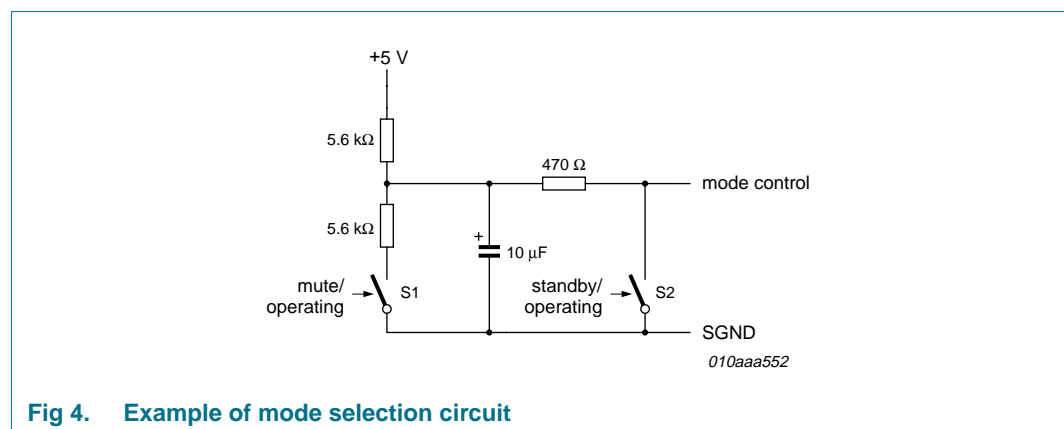 +5 V
5.6 kΩ
470 Ω
mode control
5.6 kΩ
+
10 μF
mute/
operating
S1
standby/
operating
S2
SGND
010aaa552
Fig 4. Example of mode selection circuit